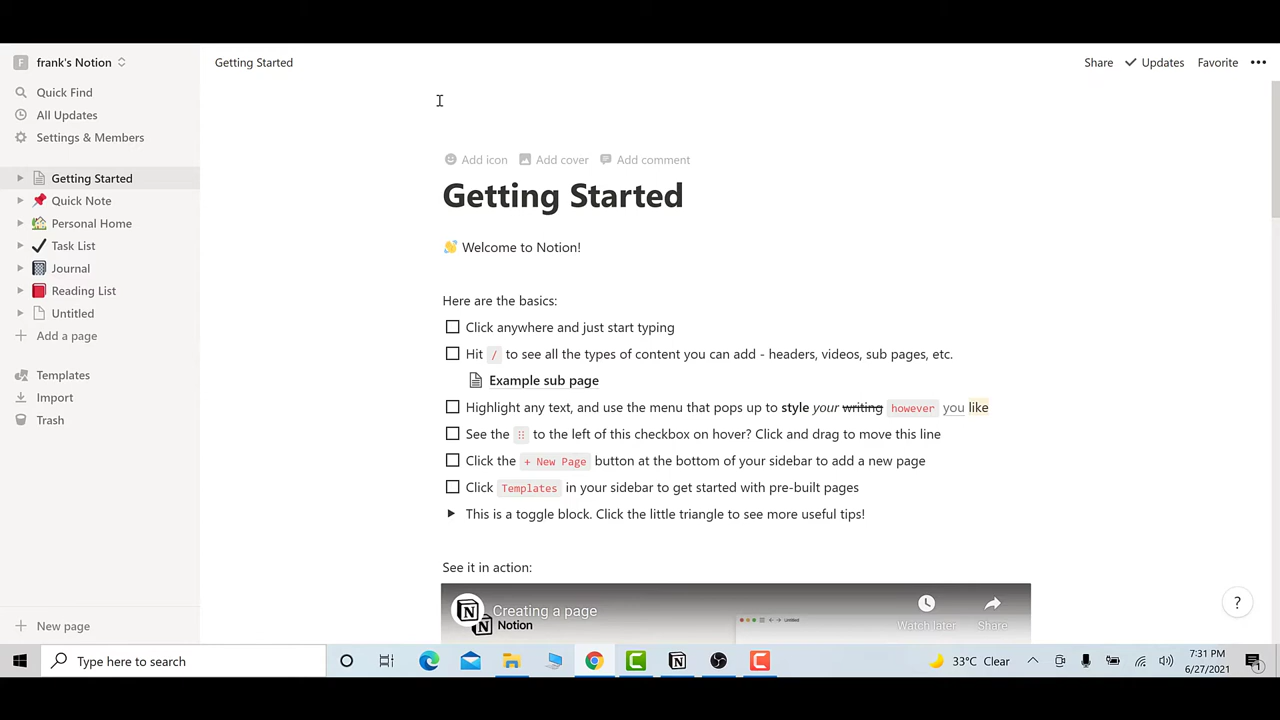 F frank's Notion
Quick Find
All Updates
Settings & Members
Getting Started
Quick Note
Personal Home
Task List
Journal
Reading List
Untitled
Add a page
Templates
Import
Trash
New page
Getting Started
Share Updates Favorite •••
Add icon Add cover Add comment
Getting Started
👋 Welcome to Notion!
Here are the basics:
Click anywhere and just start typing
Hit / to see all the types of content you can add - headers, videos, sub pages, etc.
Example sub page
Highlight any text, and use the menu that pops up to style your writing however you like
See the ⠿ to the left of this checkbox on hover? Click and drag to move this line
Click the + New Page button at the bottom of your sidebar to add a new page
Click Templates in your sidebar to get started with pre-built pages
This is a toggle block. Click the little triangle to see more useful tips!
See it in action:
Creating a page
Notion
Untitled
Watch later Share
?
Type here to search
33°C Clear
7:31 PM
6/27/2021
1